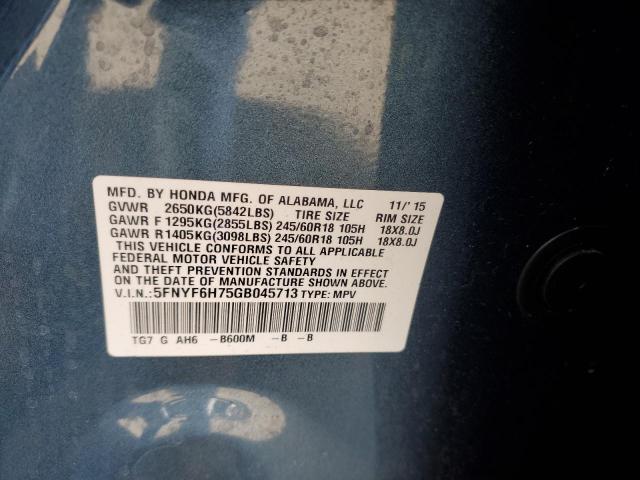 MFD. BY HONDA MFG. OF ALABAMA, LLC 11/'15
GVWR 2650KG(5842LBS) TIRE SIZE RIM SIZE
GAWR F 1295KG(2855LBS) 245/60R18 105H 18X8.0J
GAWR R1405KG(3098LBS) 245/60R18 105H 18X8.0J
THIS VEHICLE CONFORMS TO ALL APPLICABLE
FEDERAL MOTOR VEHICLE SAFETY
AND THEFT PREVENTION STANDARDS IN EFFECT
ON THE DATE OF MANUFACTURE SHOWN ABOVE.
V.I.N.:5FNYF6H75GB045713 TYPE: MPV
TG7 G AH6 -B600M -B -B